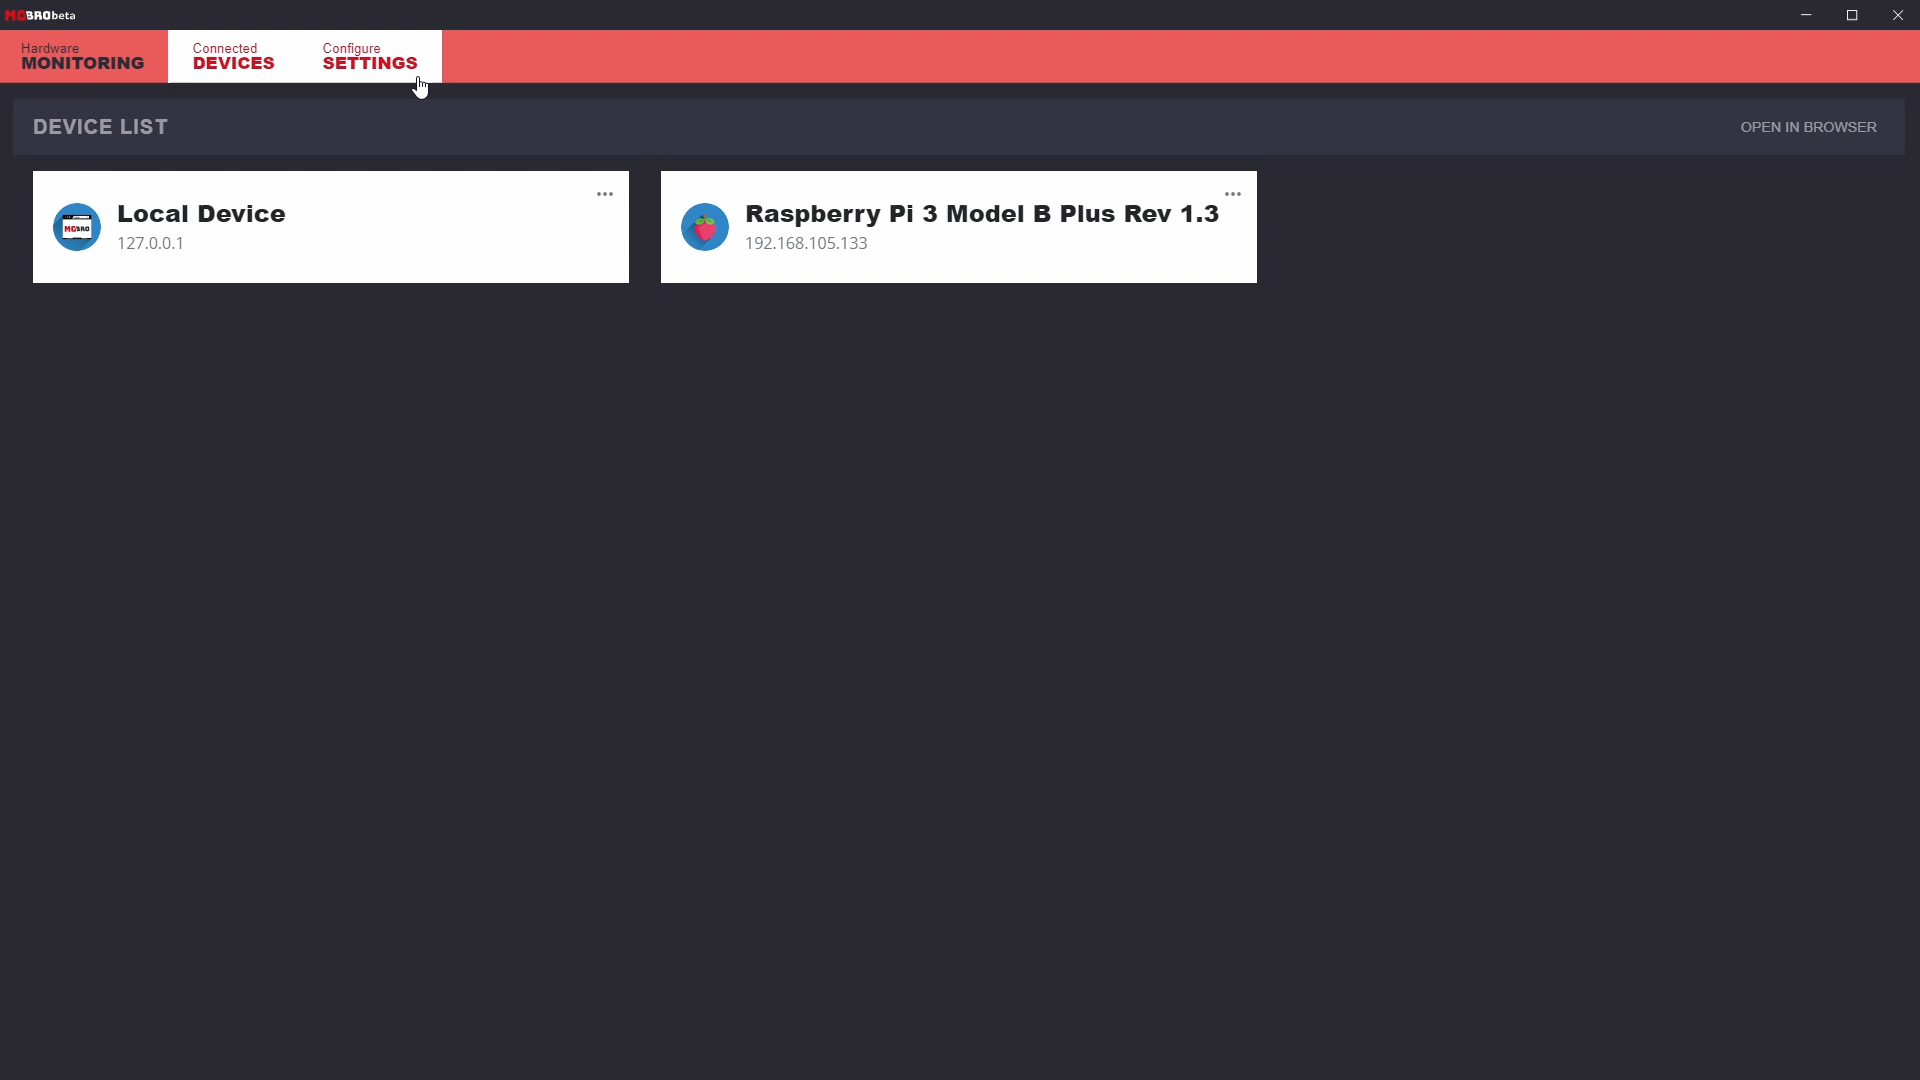 MOBRObeta
Hardware
MONITORING
Connected
DEVICES
Configure
SETTINGS
DEVICE LIST
OPEN IN BROWSER
MOBRO
Local Device
127.0.0.1
Raspberry Pi 3 Model B Plus Rev 1.3
192.168.105.133